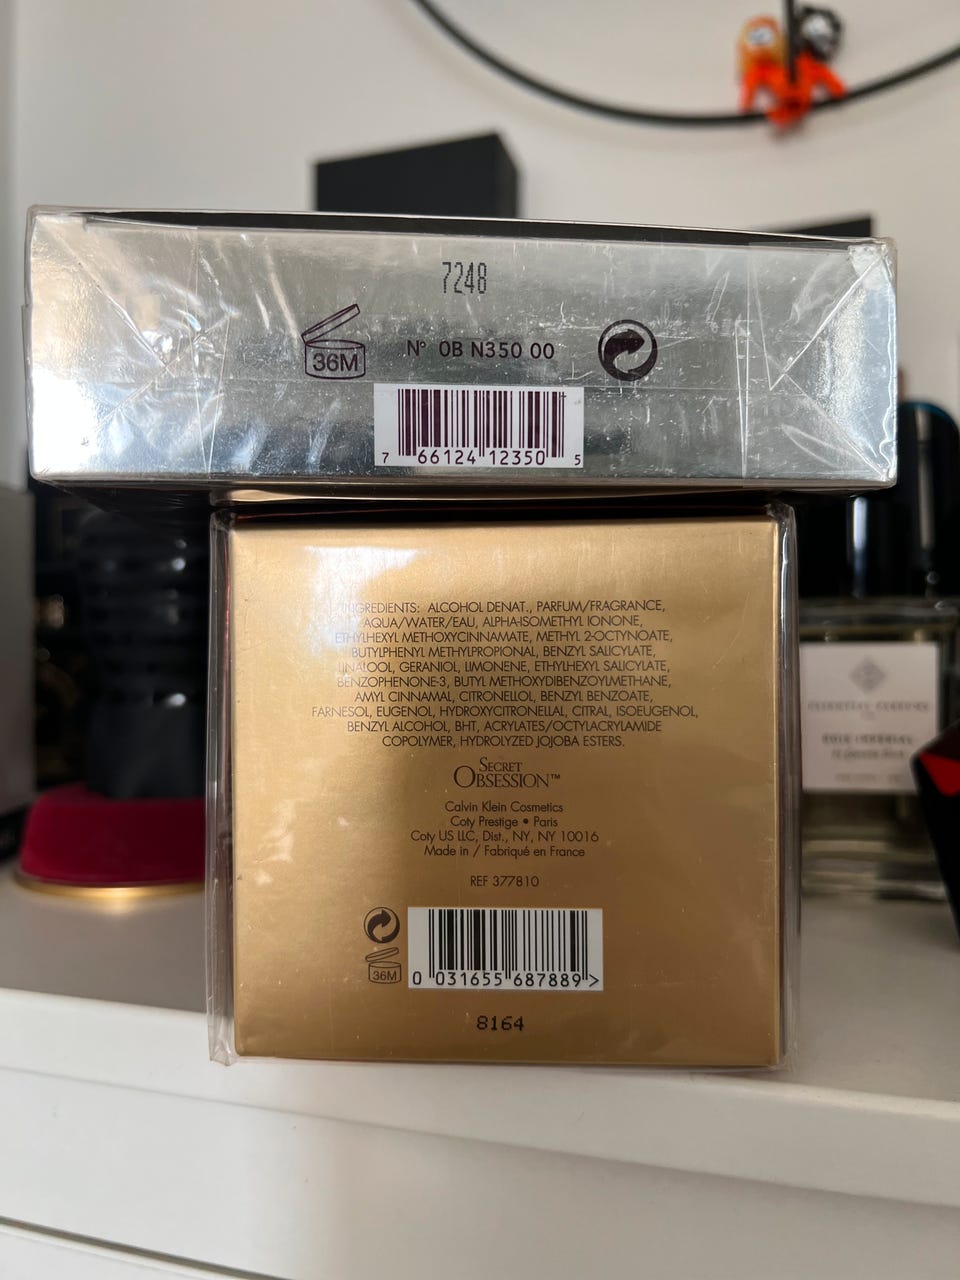 7248
36M
N° 0B N350 00
7 66124 12350 5
INGREDIENTS: ALCOHOL DENAT., PARFUM/FRAGRANCE,
AQUA/WATER/EAU, ALPHA-ISOMETHYL IONONE,
ETHYLHEXYL METHOXYCINNAMATE, METHYL 2-OCTYNOATE,
BUTYLPHENYL METHYLPROPIONAL, BENZYL SALICYLATE,
LINALOOL, GERANIOL, LIMONENE, ETHYLHEXYL SALICYLATE,
BENZOPHENONE-3, BUTYL METHOXYDIBENZOYLMETHANE,
AMYL CINNAMAL, CITRONELLOL, BENZYL BENZOATE,
FARNESOL, EUGENOL, HYDROXYCITRONELLAL, CITRAL, ISOEUGENOL,
BENZYL ALCOHOL, BHT, ACRYLATES/OCTYLACRYLAMIDE
COPOLYMER, HYDROLYZED JOJOBA ESTERS.
SECRET
OBSESSION™
Calvin Klein Cosmetics
Coty Prestige • Paris
Coty US LLC, Dist., NY, NY 10016
Made in / Fabriqué en France
REF 377810
36M
0 031655 687889 >
8164
BOIS IMPERIAL